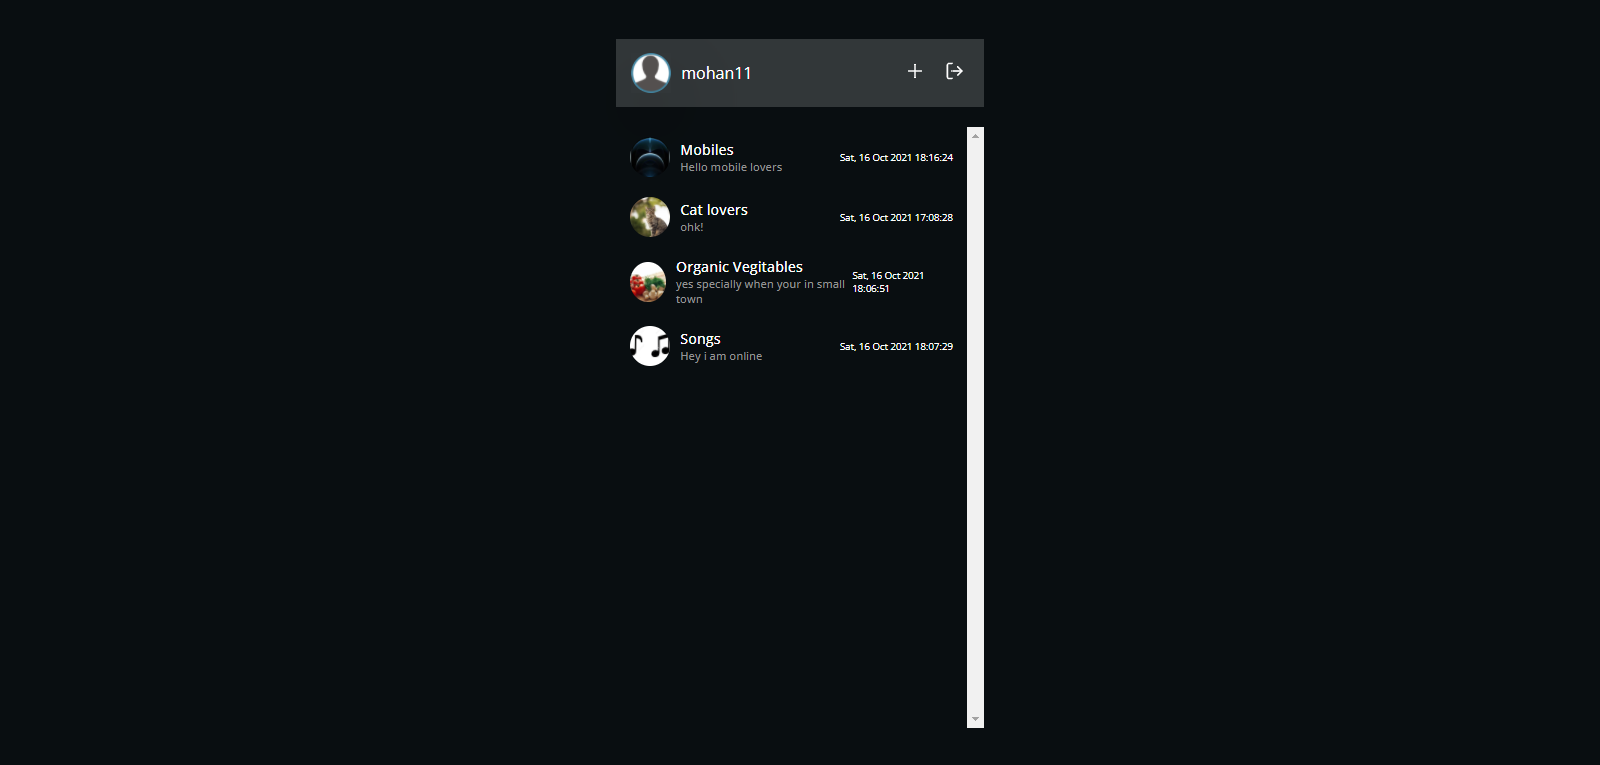 mohan11
Mobiles
Hello mobile lovers
Sat, 16 Oct 2021 18:16:24
Cat lovers
ohk!
Sat, 16 Oct 2021 17:08:28
Organic Vegitables
yes specially when your in small
town
Sat, 16 Oct 2021
18:06:51
Songs
Hey i am online
Sat, 16 Oct 2021 18:07:29